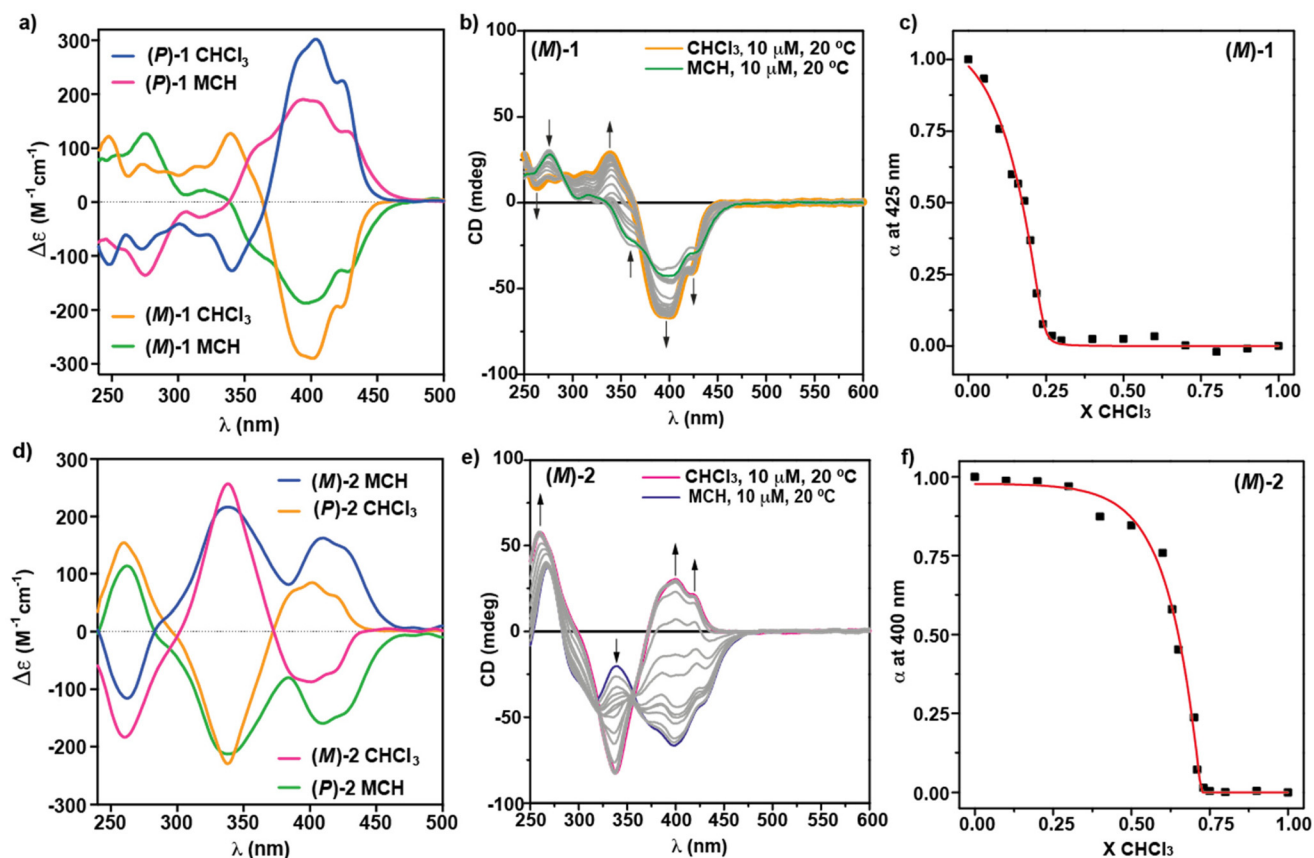 a)
300
200
100
0
-100
-200
-300
Δε (M⁻¹cm⁻¹)
(P)-1 CHCl₃
(P)-1 MCH
(M)-1 CHCl₃
(M)-1 MCH
250 300 350 400 450 500
λ (nm)
b)
100
50
0
-50
-100
CD (mdeg)
(M)-1
CHCl₃, 10 μM, 20 ºC
MCH, 10 μM, 20 ºC
250 300 350 400 450 500 550 600
λ (nm)
c)
1.00
0.75
0.50
0.25
0.00
α at 425 nm
(M)-1
0.00 0.25 0.50 0.75 1.00
X CHCl₃
d)
300
200
100
0
-100
-200
-300
Δε (M⁻¹cm⁻¹)
(M)-2 MCH
(P)-2 CHCl₃
(M)-2 CHCl₃
(P)-2 MCH
250 300 350 400 450 500
λ (nm)
e)
100
50
0
-50
-100
CD (mdeg)
(M)-2
CHCl₃, 10 μM, 20 ºC
MCH, 10 μM, 20 ºC
250 300 350 400 450 500 550 600
λ (nm)
f)
1.00
0.75
0.50
0.25
0.00
α at 400 nm
(M)-2
0.00 0.25 0.50 0.75 1.00
X CHCl₃